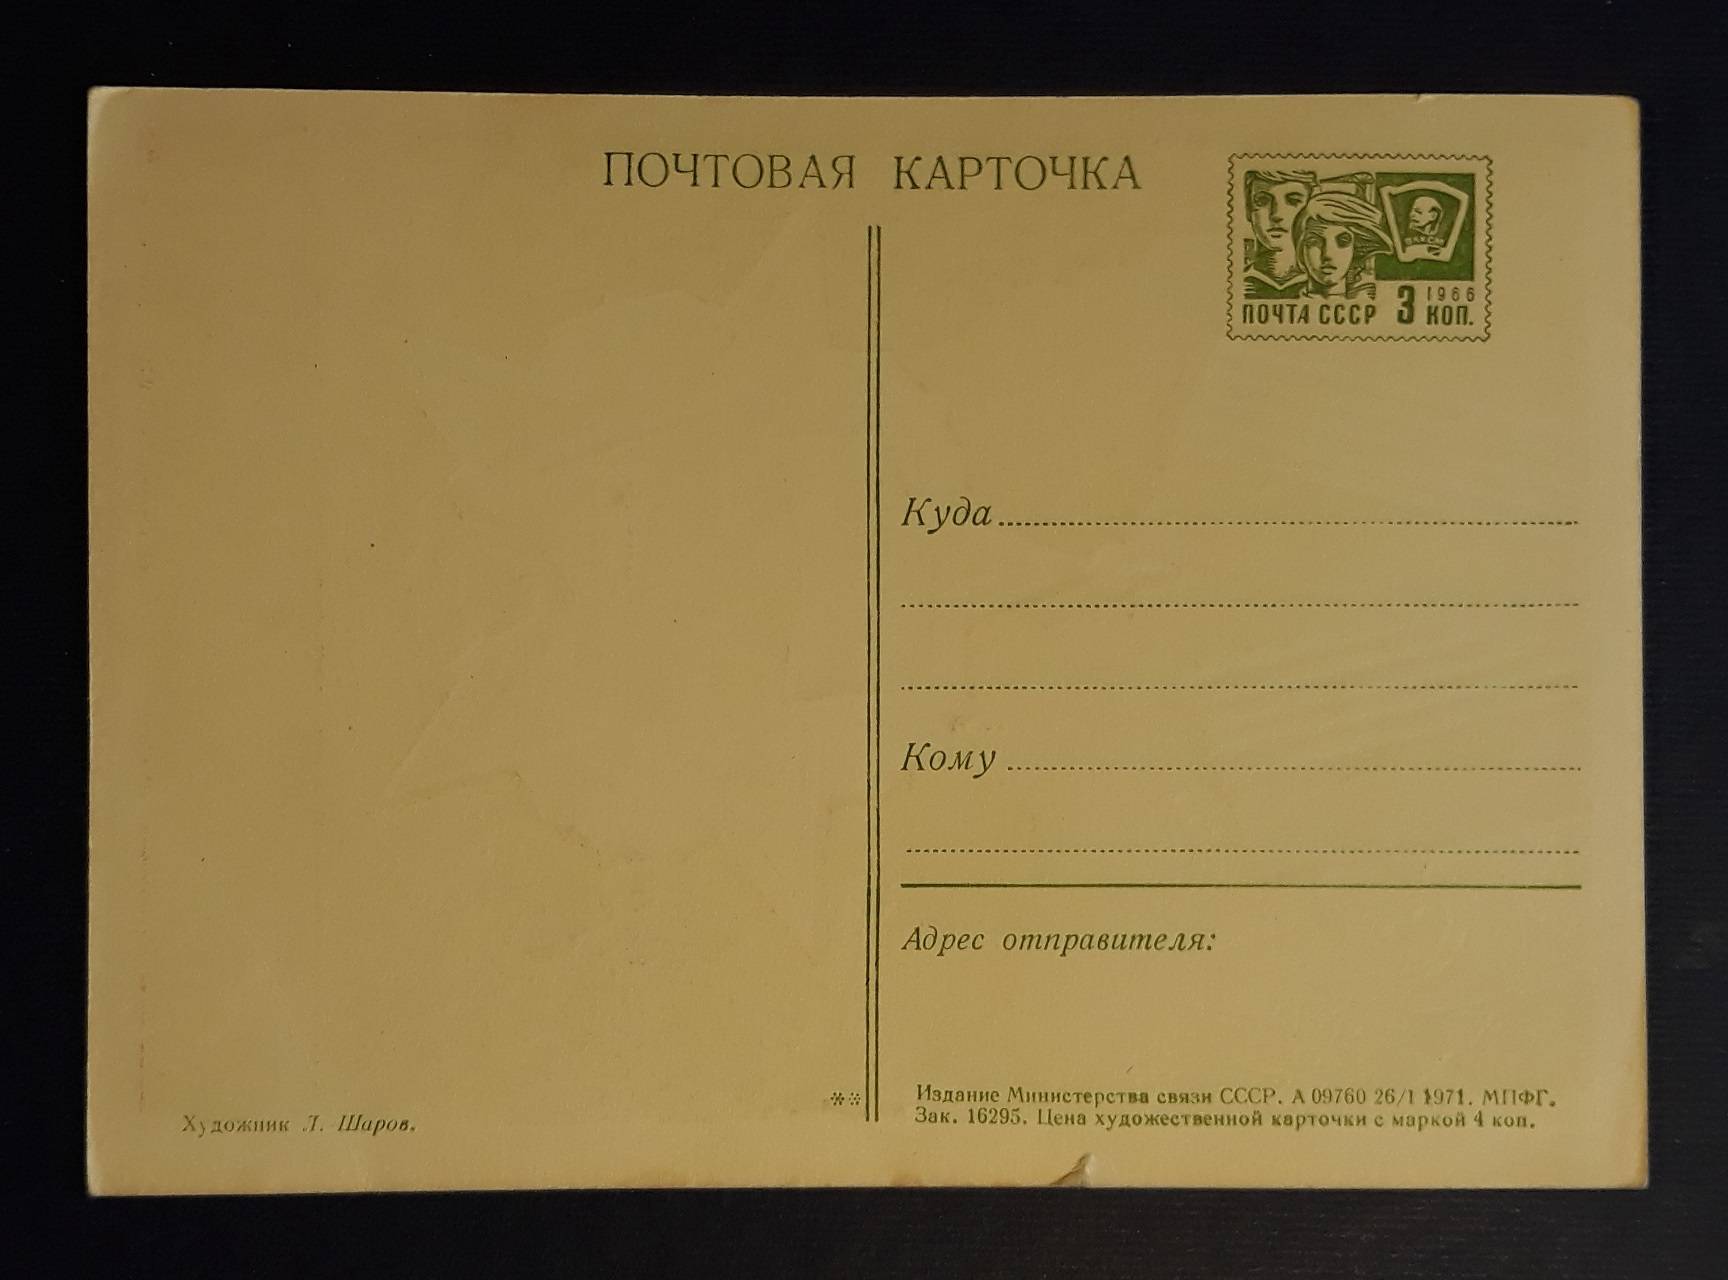 ПОЧТОВАЯ КАРТОЧКА
ВЛКСМ
1966
ПОЧТА СССР 3 КОП.
Куда
Кому
Адрес отправителя:
Художник Л. Шаров.
**
Издание Министерства связи СССР. А 09760 26/I 1971. МПФГ.
Зак. 16295. Цена художественной карточки с маркой 4 коп.